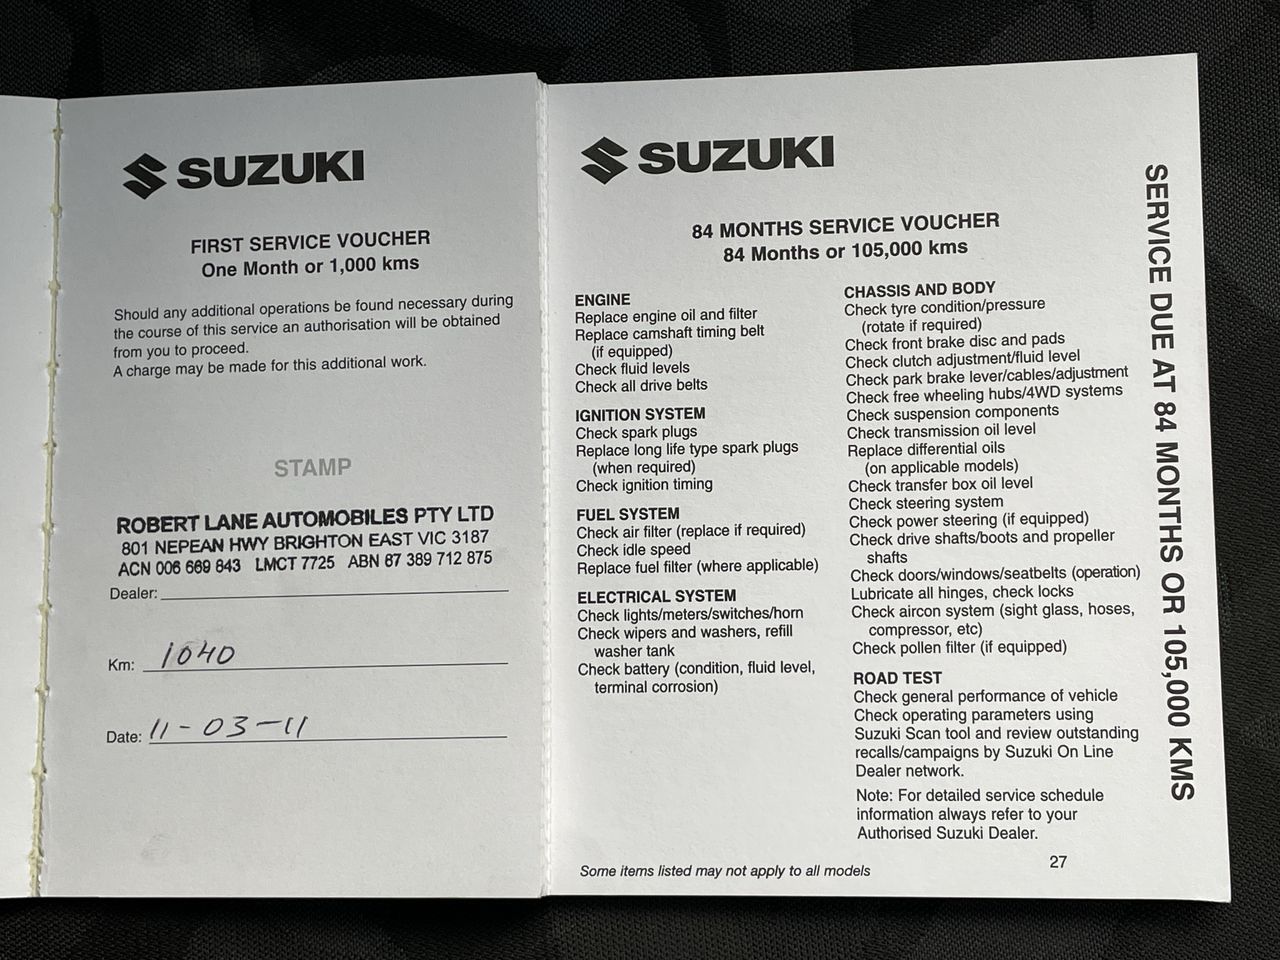 SUZUKI
FIRST SERVICE VOUCHER
One Month or 1,000 kms
Should any additional operations be found necessary during
the course of this service an authorisation will be obtained
from you to proceed.
A charge may be made for this additional work.
STAMP
ROBERT LANE AUTOMOBILES PTY LTD
801 NEPEAN HWY BRIGHTON EAST VIC 3187
ACN 006 669 843 LMCT 7725 ABN 67 389 712 875
Dealer:
Km: 1040
Date: 11-03-11
SUZUKI
84 MONTHS SERVICE VOUCHER
84 Months or 105,000 kms
ENGINE
Replace engine oil and filter
Replace camshaft timing belt
(if equipped)
Check fluid levels
Check all drive belts
IGNITION SYSTEM
Check spark plugs
Replace long life type spark plugs
(when required)
Check ignition timing
FUEL SYSTEM
Check air filter (replace if required)
Check idle speed
Replace fuel filter (where applicable)
ELECTRICAL SYSTEM
Check lights/meters/switches/horn
Check wipers and washers, refill
washer tank
Check battery (condition, fluid level,
terminal corrosion)
CHASSIS AND BODY
Check tyre condition/pressure
(rotate if required)
Check front brake disc and pads
Check clutch adjustment/fluid level
Check park brake lever/cables/adjustment
Check free wheeling hubs/4WD systems
Check suspension components
Check transmission oil level
Replace differential oils
(on applicable models)
Check transfer box oil level
Check steering system
Check power steering (if equipped)
Check drive shafts/boots and propeller
shafts
Check doors/windows/seatbelts (operation)
Lubricate all hinges, check locks
Check aircon system (sight glass, hoses,
compressor, etc)
Check pollen filter (if equipped)
ROAD TEST
Check general performance of vehicle
Check operating parameters using
Suzuki Scan tool and review outstanding
recalls/campaigns by Suzuki On Line
Dealer network.
Note: For detailed service schedule
information always refer to your
Authorised Suzuki Dealer.
Some items listed may not apply to all models
27
SERVICE DUE AT 84 MONTHS OR 105,000 KMS